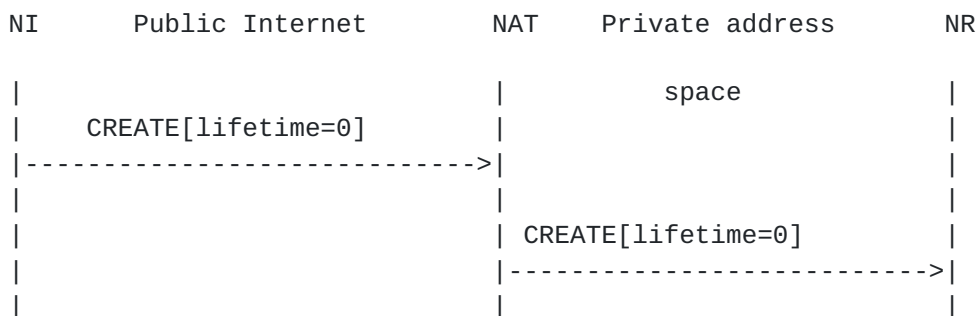 NI       Public Internet        NAT    Private address       NR
|                              |          space             |
|    CREATE[lifetime=0]        |                            |
|----------------------------->|                            |
|                              |                            |
|                              | CREATE[lifetime=0]         |
|                              |--------------------------->|
|                              |                            |